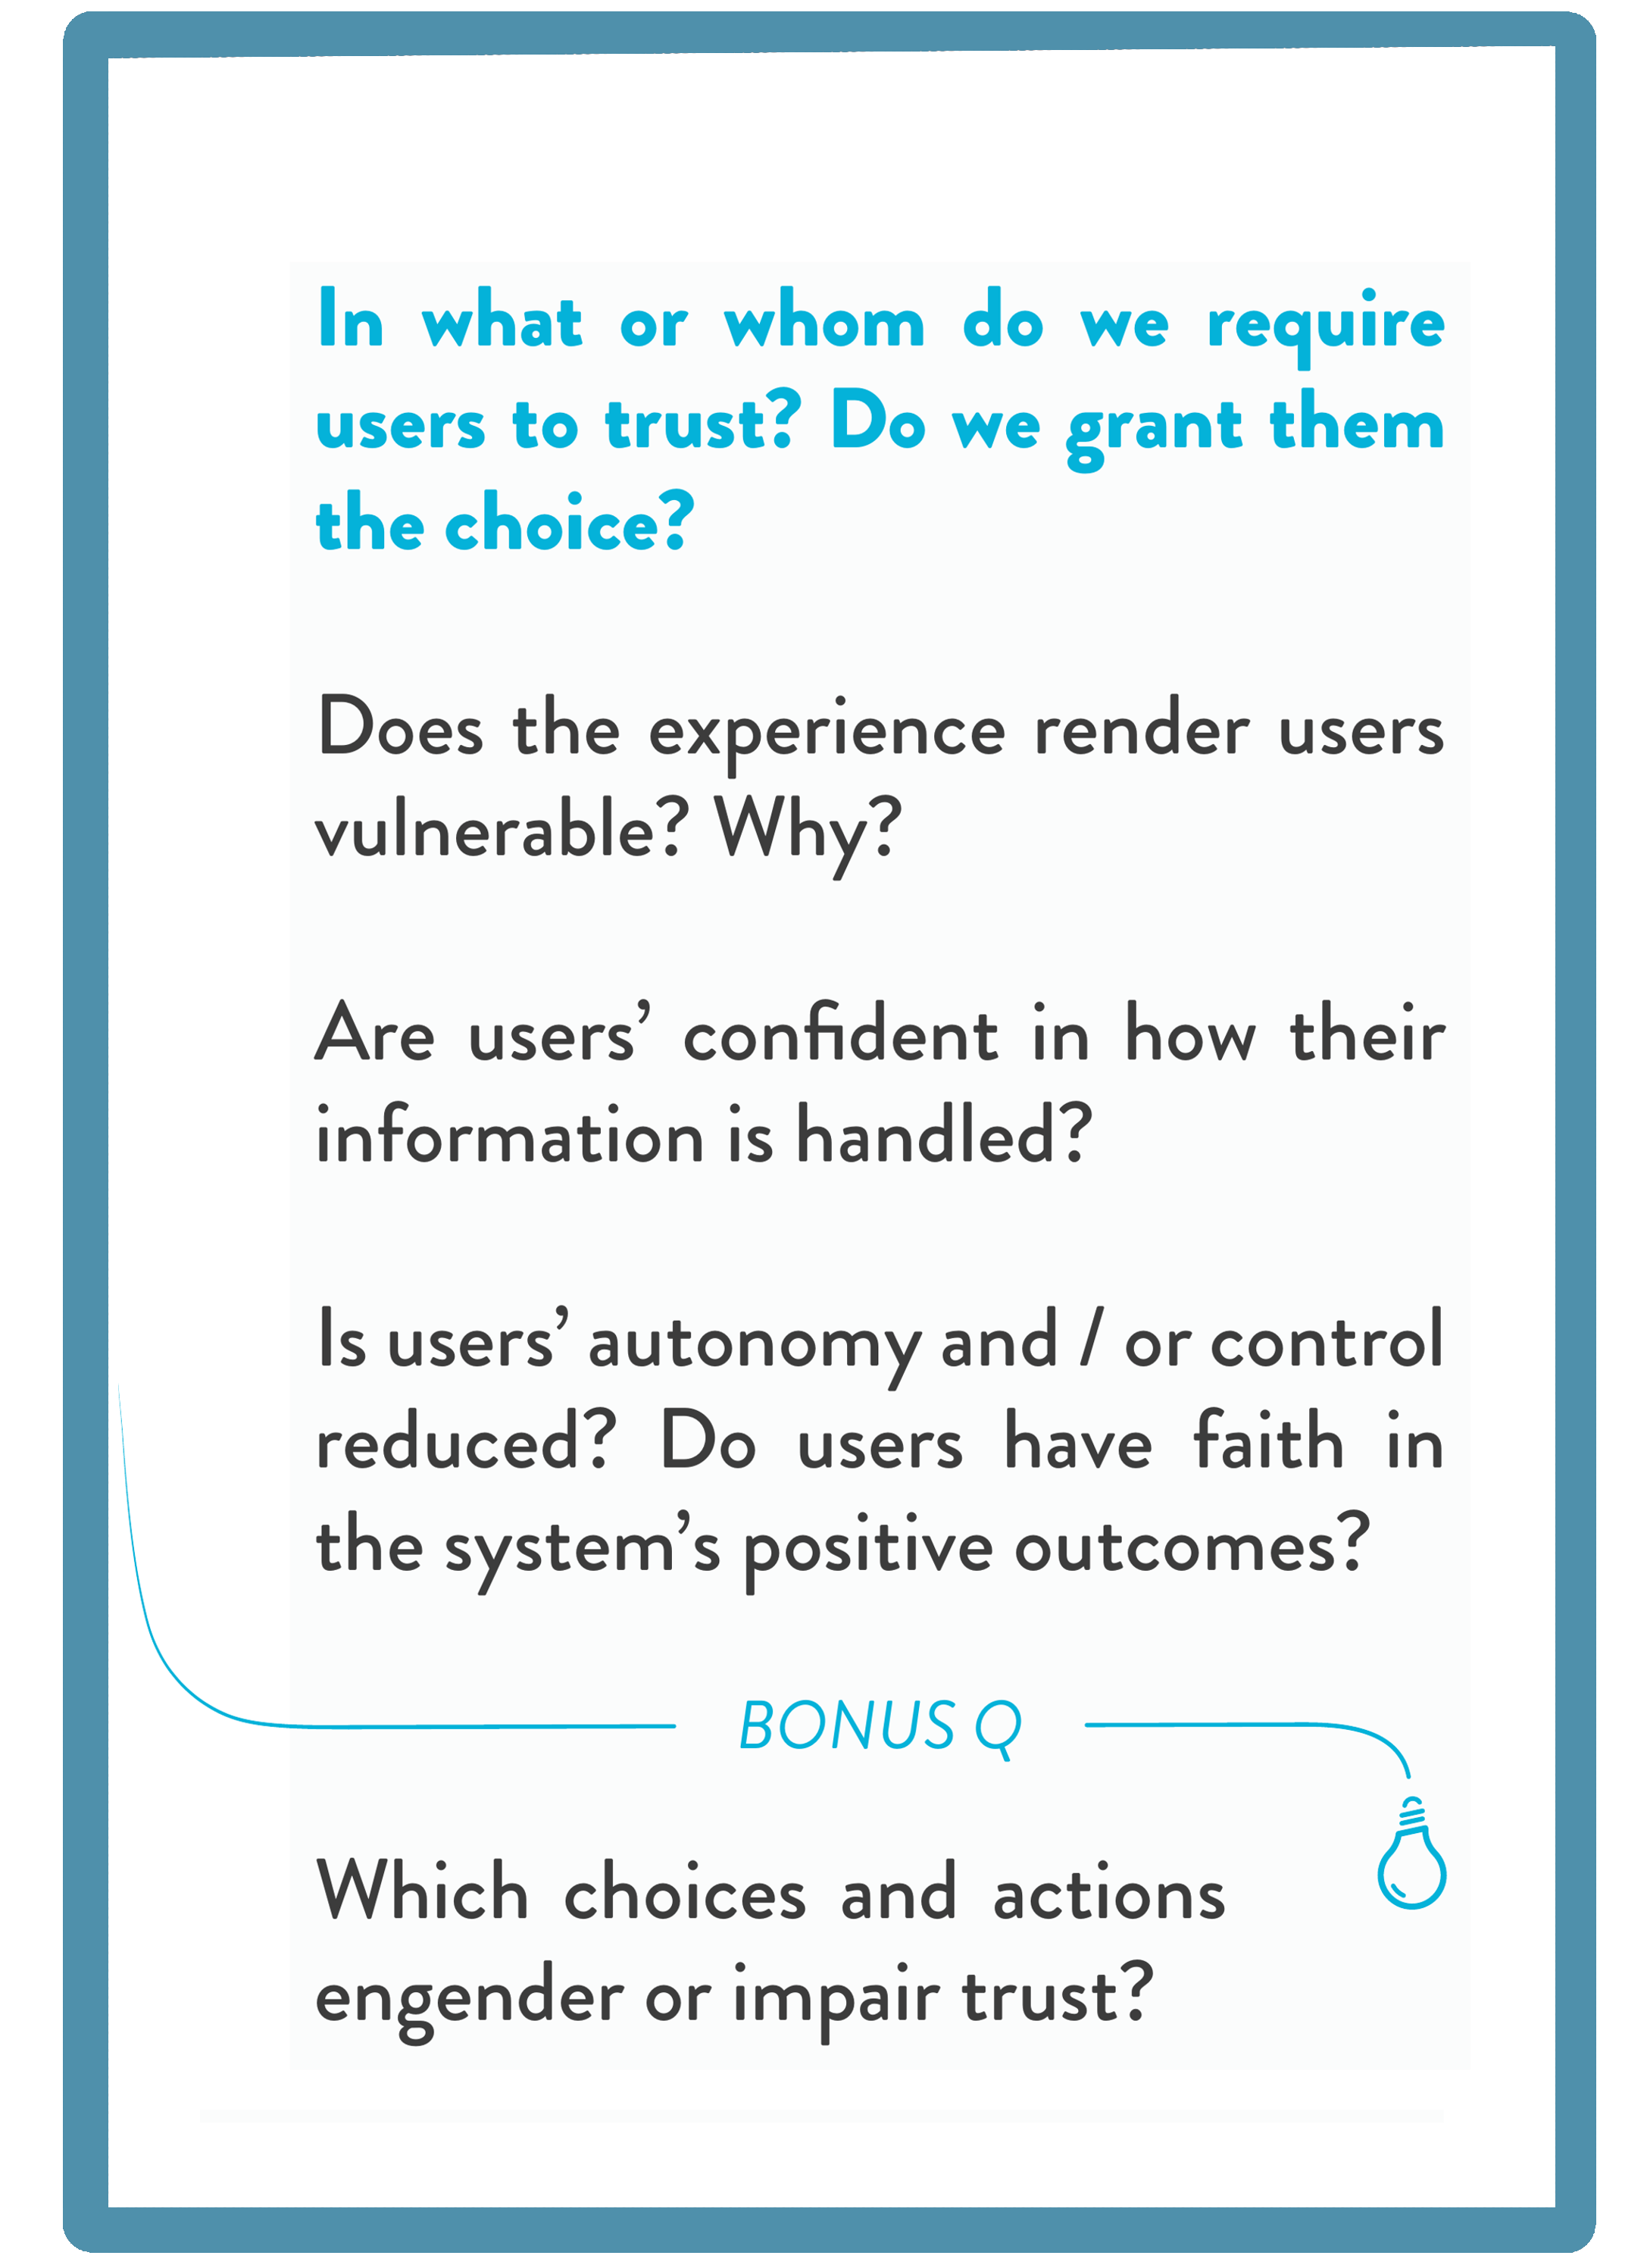 In what or whom do we require
users to trust? Do we grant them
the choice?
Does the experience render users
vulnerable? Why?
Are users’ confident in how their
information is handled?
Is users’ autonomy and / or control
reduced? Do users have faith in
the system’s positive outcomes?
BONUS Q
Which choices and actions
engender or impair trust?